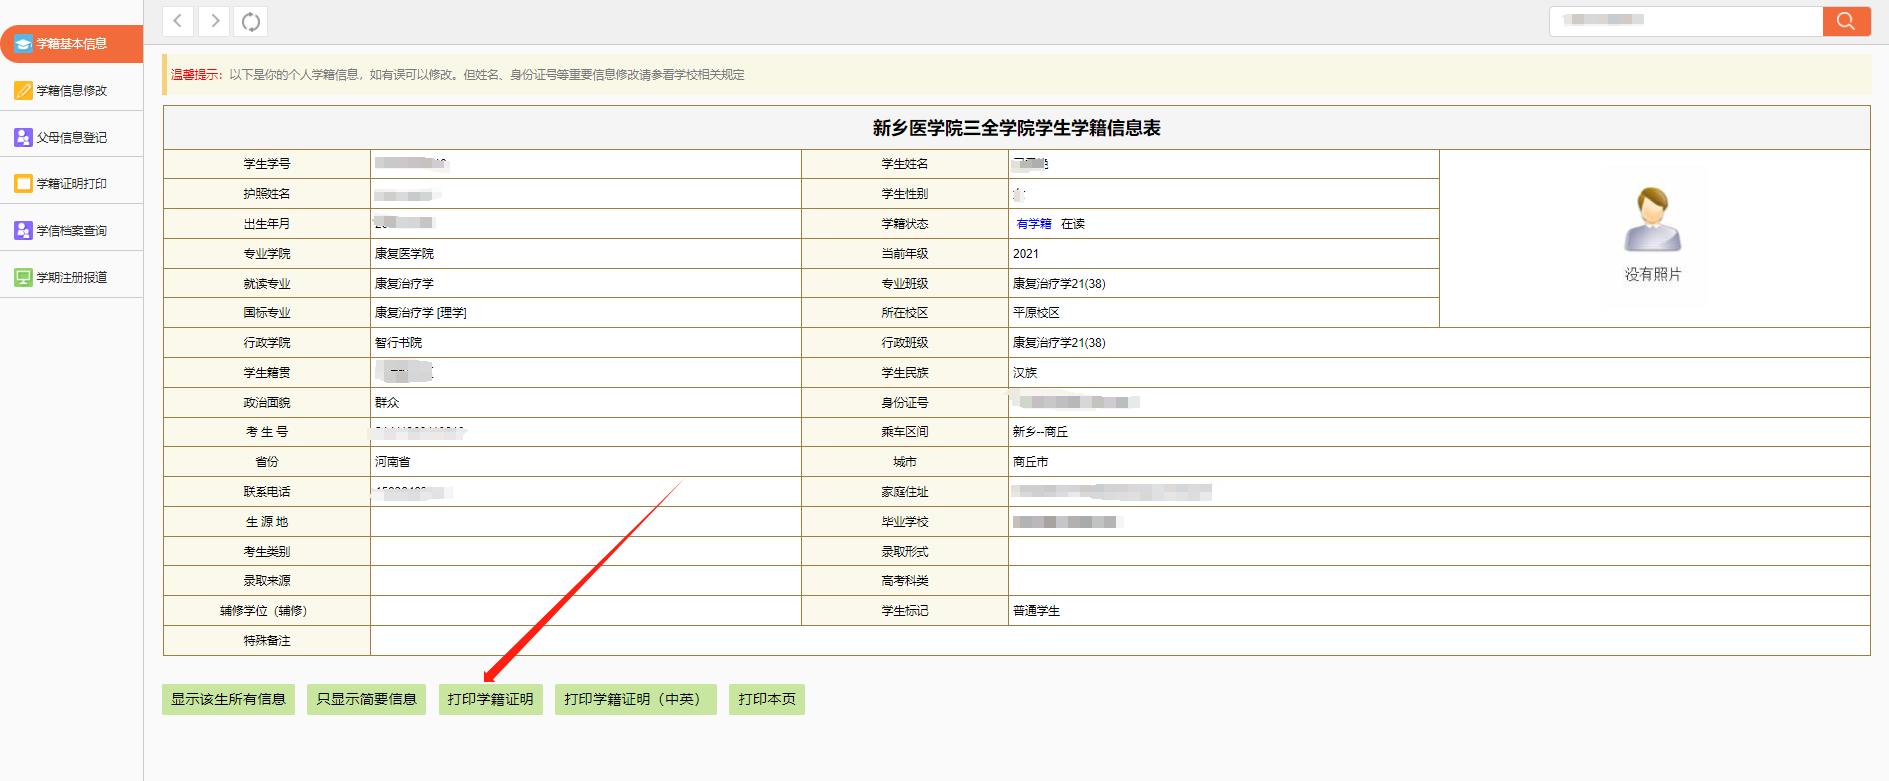 学籍基本信息
学籍信息修改
父母信息登记
学籍证明打印
学信档案查询
学期注册报道
温馨提示：以下是你的个人学籍信息，如有误可以修改。但姓名、身份证号等重要信息修改请参看学校相关规定
新乡医学院三全学院学生学籍信息表
学生学号 学生姓名
护照姓名 学生性别
出生年月 学籍状态 有学籍 在读
专业学院 康复医学院 当前年级 2021
没有照片
就读专业 康复治疗学 专业班级 康复治疗学21(38)
国标专业 康复治疗学 [理学] 所在校区 平原校区
行政学院 智行书院 行政班级 康复治疗学21(38)
学生籍贯 学生民族 汉族
政治面貌 群众 身份证号
考 生 号 乘车区间 新乡--商丘
省份 河南省 城市 商丘市
联系电话 家庭住址
生 源 地 毕业学校
考生类别 录取形式
录取来源 高考科类
辅修学位（辅修） 学生标记 普通学生
特殊备注
显示该生所有信息 只显示简要信息 打印学籍证明 打印学籍证明（中英） 打印本页